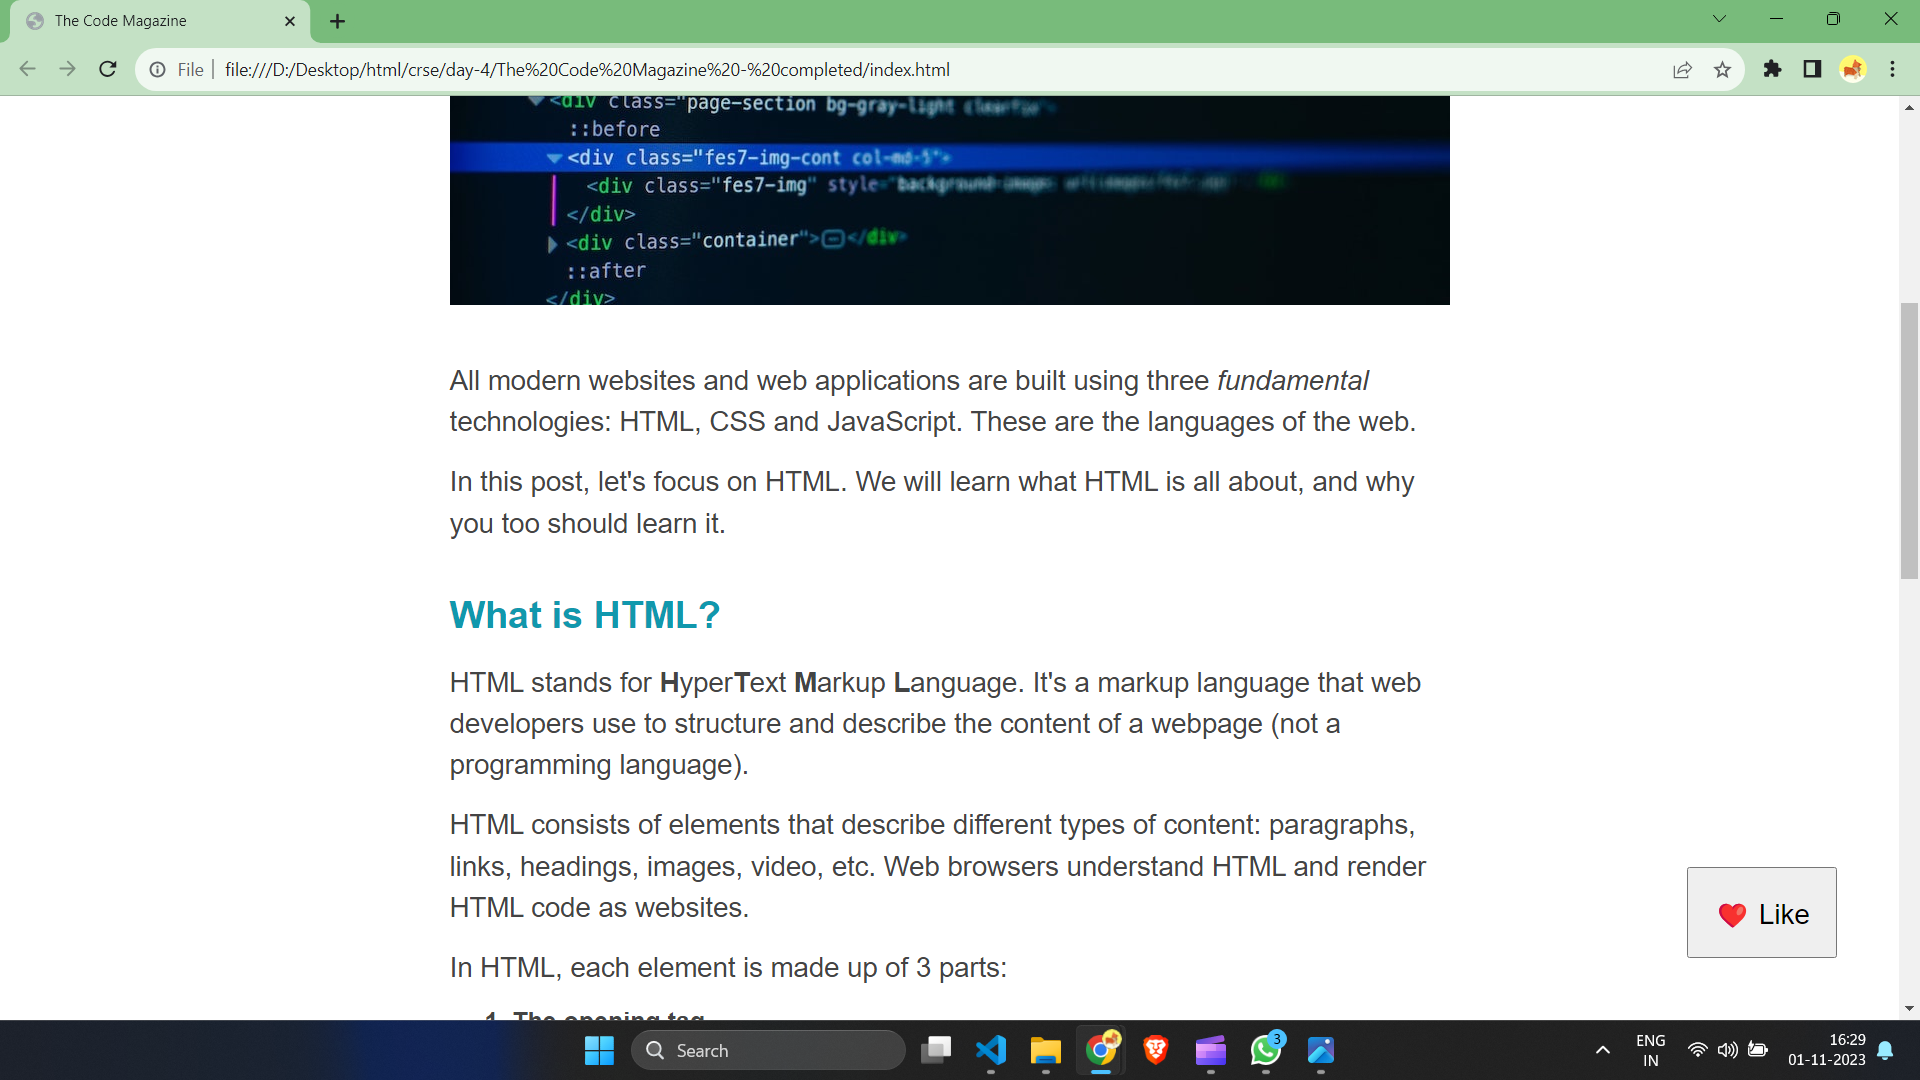 The Code Magazine
File
file:///D:/Desktop/html/crse/day-4/The%20Code%20Magazine%20-%20completed/index.html
<div class="page-section bg-gray-light clearfix">
::before
<div class="fes7-img-cont col-md-5">
<div class="fes7-img" style="background-image:
</div>
<div class="container"></div>
::after
</div>
All modern websites and web applications are built using three fundamental
technologies: HTML, CSS and JavaScript. These are the languages of the web.
In this post, let's focus on HTML. We will learn what HTML is all about, and why
you too should learn it.
What is HTML?
HTML stands for HyperText Markup Language. It's a markup language that web
developers use to structure and describe the content of a webpage (not a
programming language).
HTML consists of elements that describe different types of content: paragraphs,
links, headings, images, video, etc. Web browsers understand HTML and render
HTML code as websites.
Like
In HTML, each element is made up of 3 parts:
1. The opening tag
Search
3
ENG
IN
16:29
01-11-2023